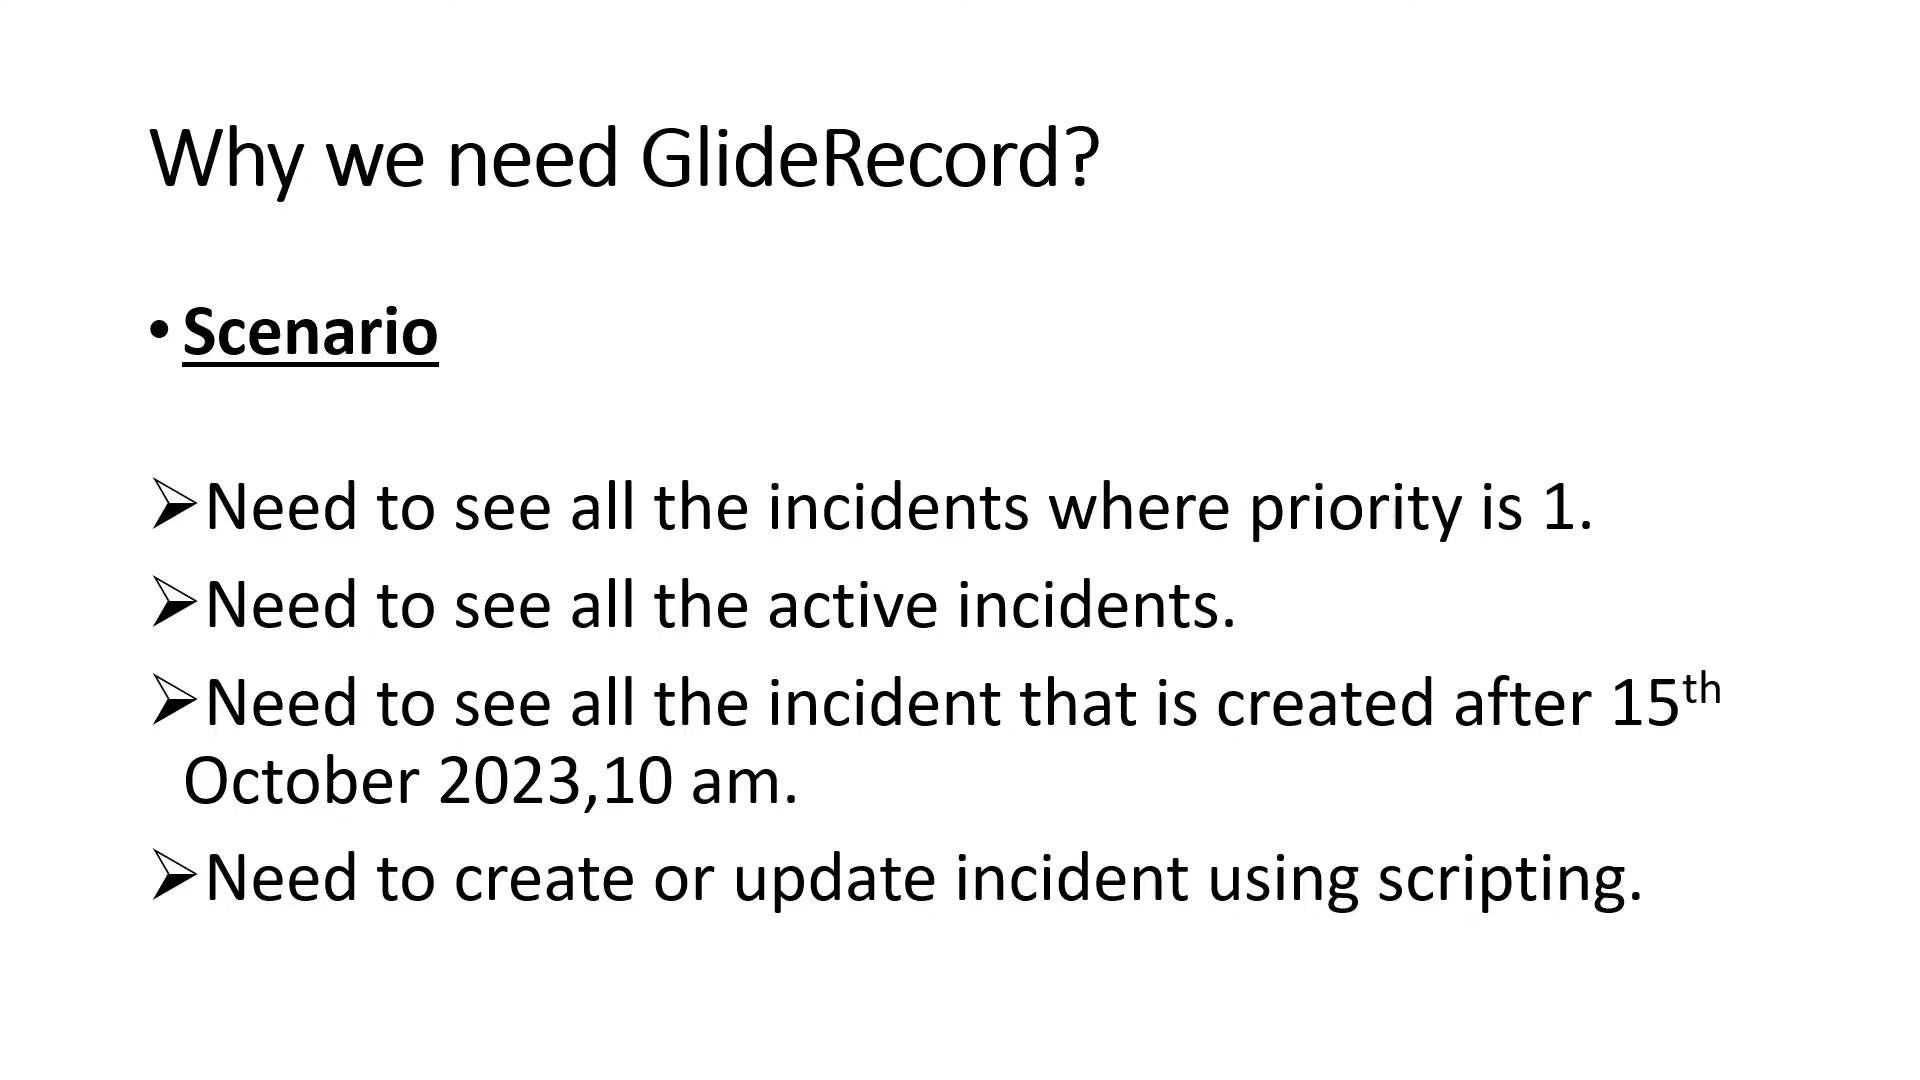 Why we need GlideRecord?
• Scenario
➢Need to see all the incidents where priority is 1.
➢Need to see all the active incidents.
➢Need to see all the incident that is created after 15th
October 2023,10 am.
➢Need to create or update incident using scripting.